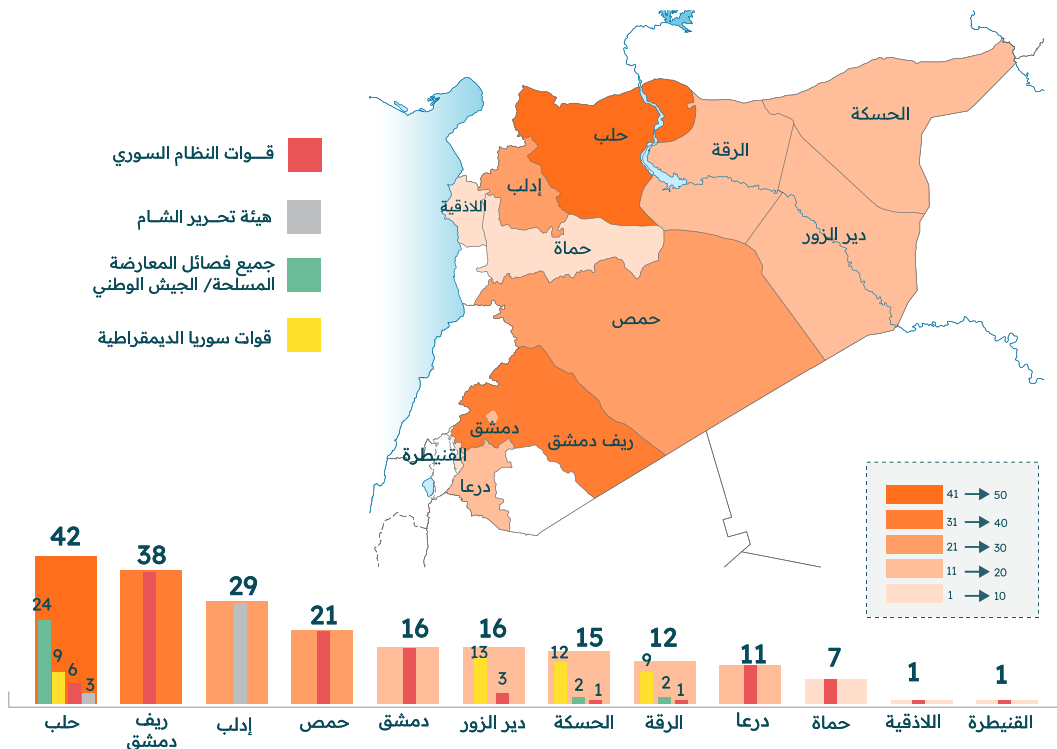 قــوات النظام السوري
هيئة تحــرير الشــام
جميع فصائل المعارضة
المسلحة/ الجيش الوطني
قوات سوريا الديمقراطية
الحسكة
حلب
الرقة
إدلب
اللاذقية
دير الزور
حماة
حمص
دمشق
ريف دمشق
القنيطرة
درعا
41 → 50
31 → 40
21 → 30
11 → 20
1 → 10
42
38
29
21
16
16
15
12
11
7
1
1
24
9
6
3
13
3
12
2
1
9
2
1
حلب
ريف
دمشق
إدلب
حمص
دمشق
دير الزور
الحسكة
الرقة
درعا
حماة
اللاذقية
القنيطرة